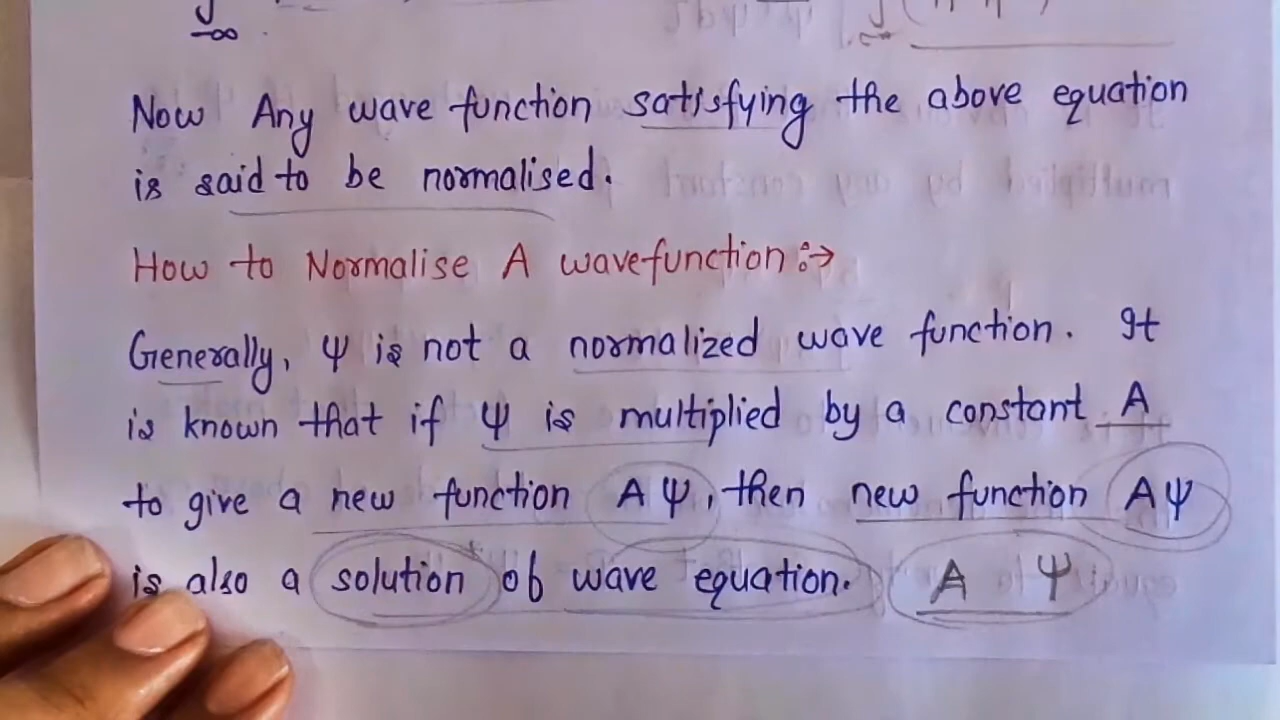 -∞
Now Any wave function satisfying the above equation
is said to be normalised.
How to Normalise A wavefunction :→
Generally, ψ is not a normalized wave function. It
is known that if ψ is multiplied by a constant A
to give a new function Aψ, then new function Aψ
is also a solution of wave equation. A ψ